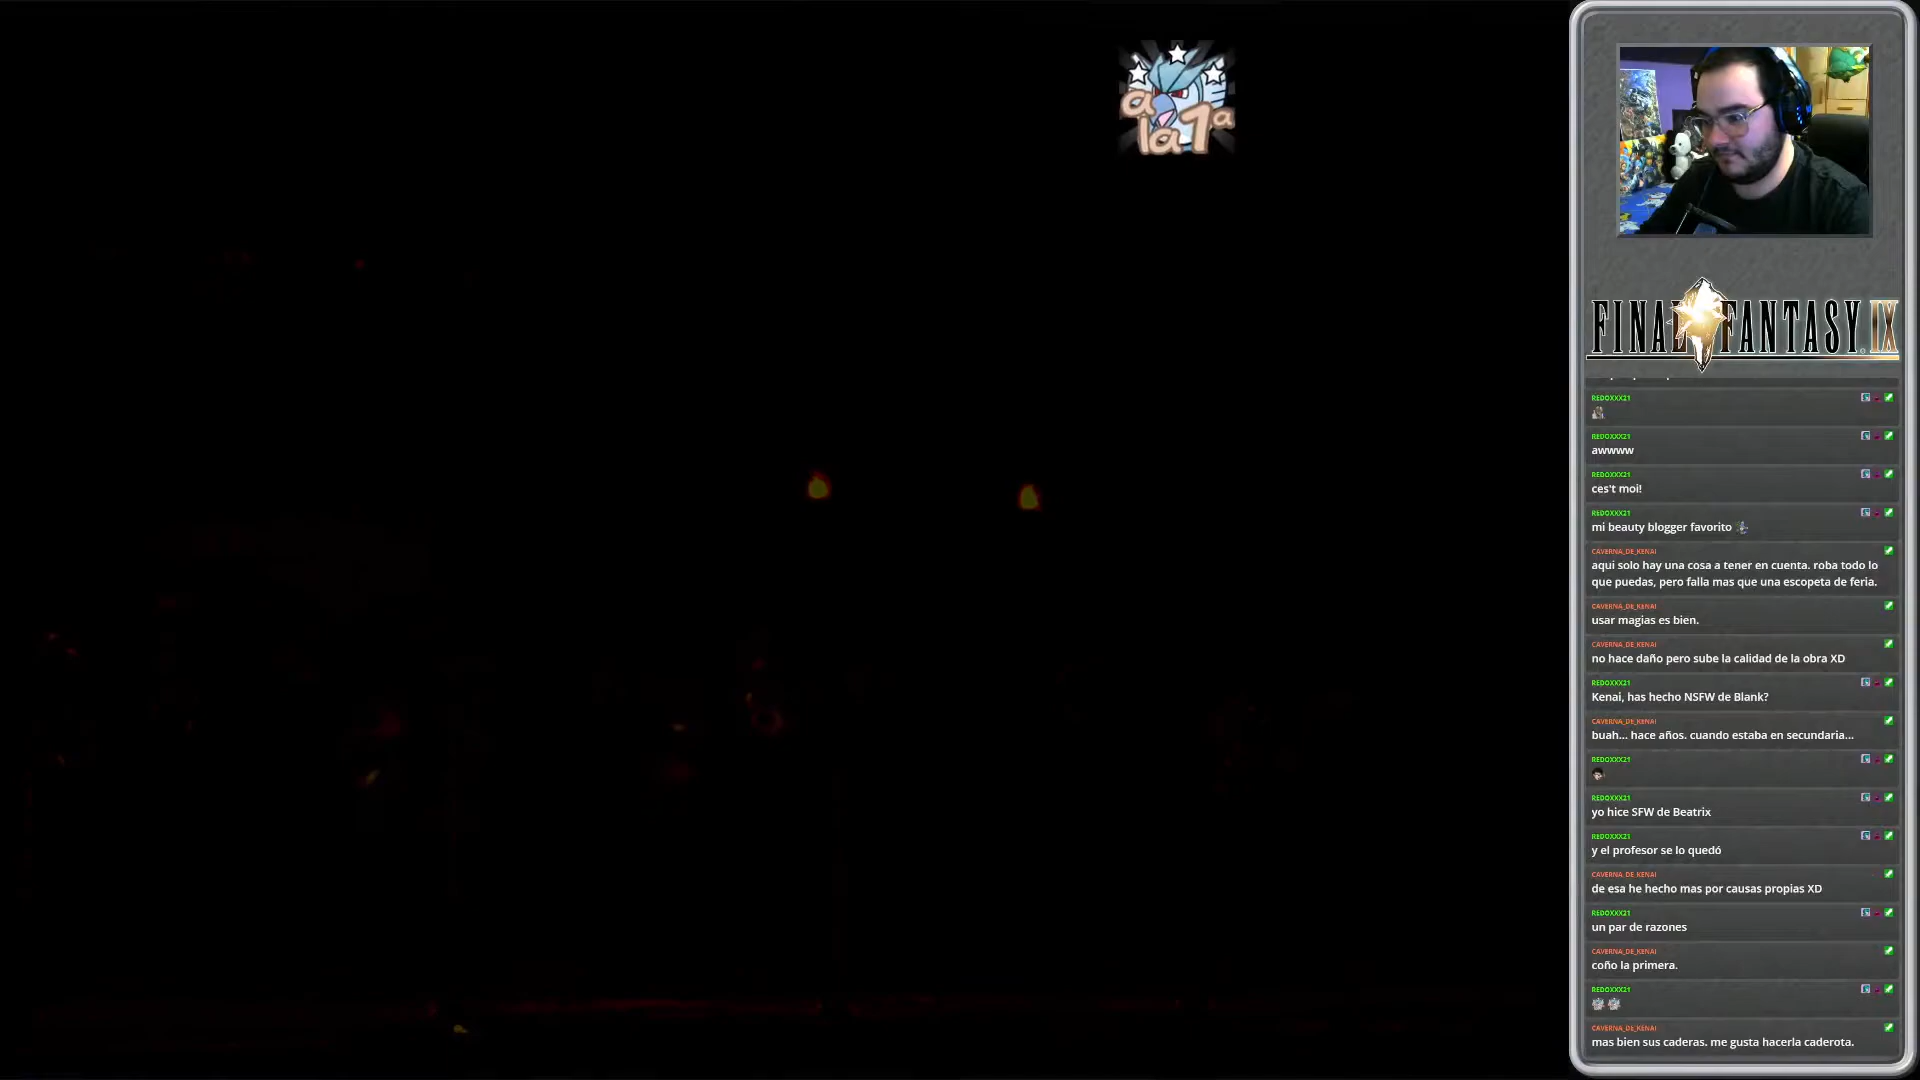 a
la 1a
FINAL FANTASY IX
REDOXXX21
REDOXXX21
awwww
REDOXXX21
ces't moi!
REDOXXX21
mi beauty blogger favorito
CAVERNA_DE_KENAI
aqui solo hay una cosa a tener en cuenta. roba todo lo
que puedas, pero falla mas que una escopeta de feria.
CAVERNA_DE_KENAI
usar magias es bien.
CAVERNA_DE_KENAI
no hace daño pero sube la calidad de la obra XD
REDOXXX21
Kenai, has hecho NSFW de Blank?
CAVERNA_DE_KENAI
buah... hace años. cuando estaba en secundaria...
REDOXXX21
REDOXXX21
yo hice SFW de Beatrix
REDOXXX21
y el profesor se lo quedó
CAVERNA_DE_KENAI
de esa he hecho mas por causas propias XD
REDOXXX21
un par de razones
CAVERNA_DE_KENAI
coño la primera.
REDOXXX21
CAVERNA_DE_KENAI
mas bien sus caderas. me gusta hacerla caderota.